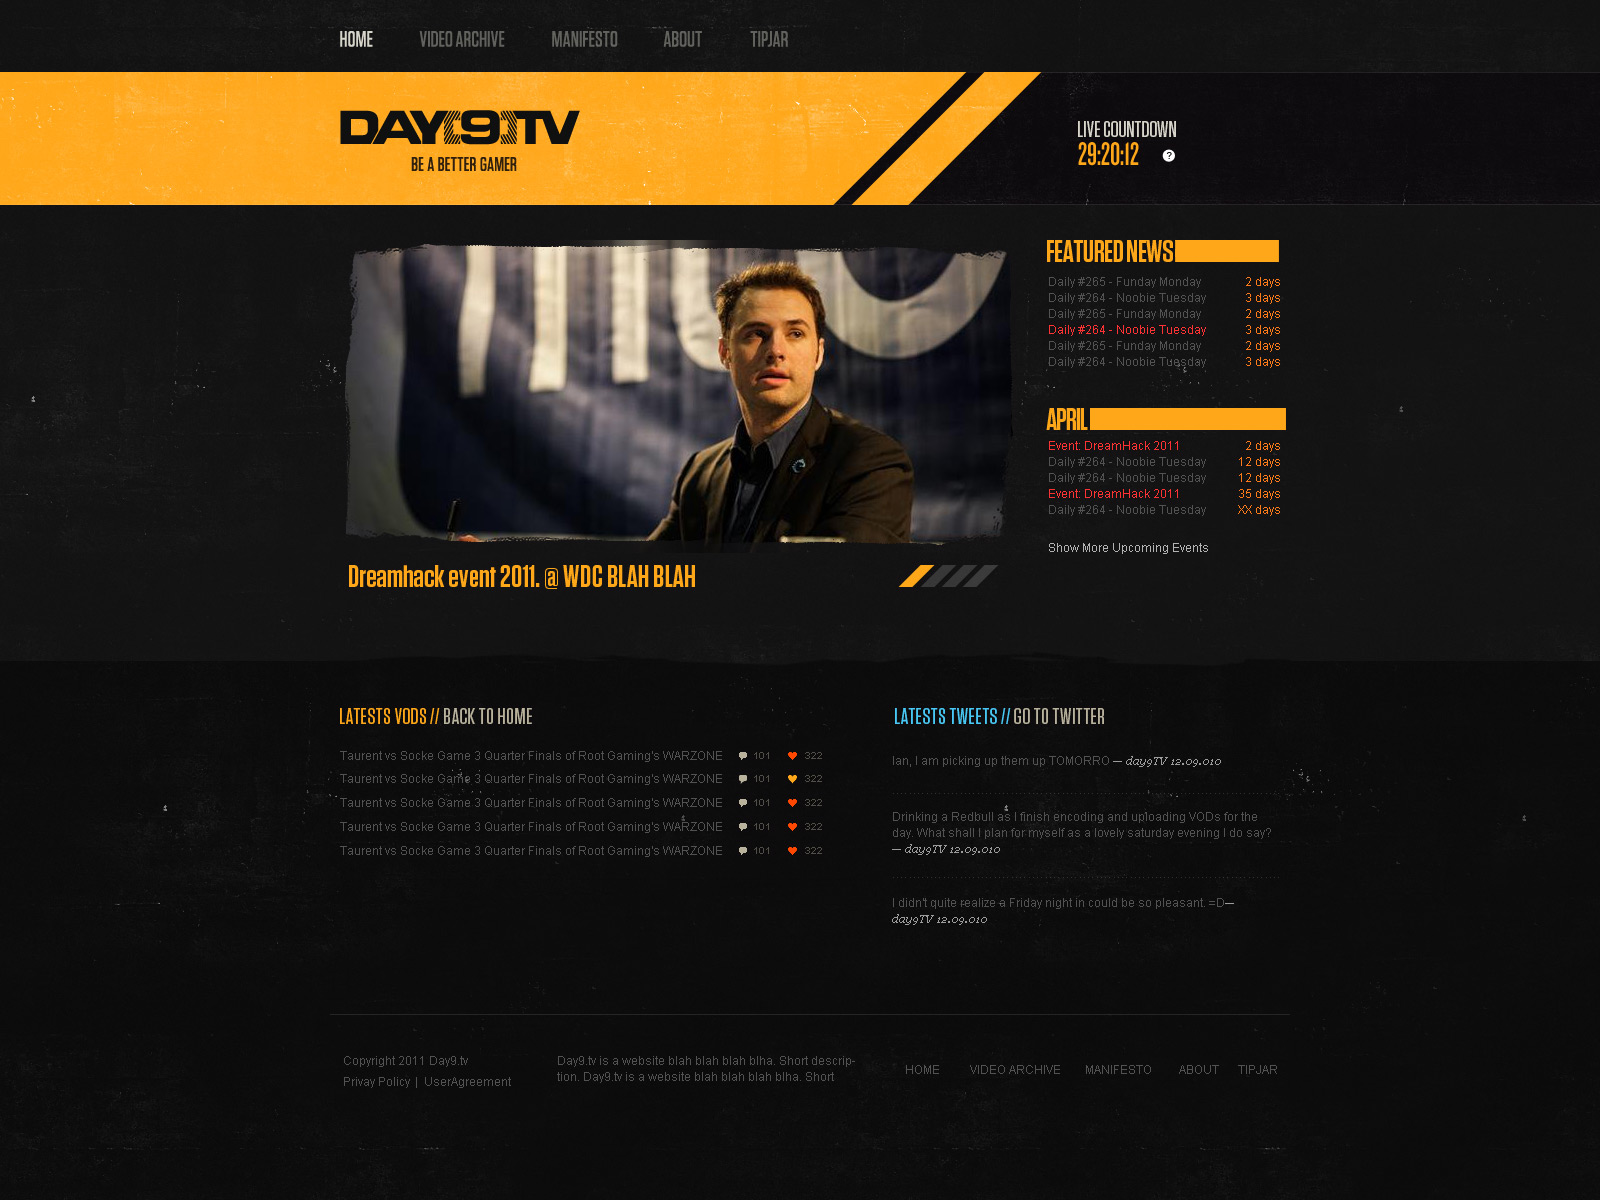 HOME VIDEO ARCHIVE MANIFESTO ABOUT TIPJAR
DAY[9]TV
BE A BETTER GAMER
LIVE COUNTDOWN
29:20:12 ?
FEATURED NEWS
Daily #265 - Funday Monday 2 days
Daily #264 - Noobie Tuesday 3 days
Daily #265 - Funday Monday 2 days
Daily #264 - Noobie Tuesday 3 days
Daily #265 - Funday Monday 2 days
Daily #264 - Noobie Tuesday 3 days
APRIL
Event: DreamHack 2011 2 days
Daily #264 - Noobie Tuesday 12 days
Daily #264 - Noobie Tuesday 12 days
Event: DreamHack 2011 35 days
Daily #264 - Noobie Tuesday XX days
Show More Upcoming Events
Dreamhack event 2011. @ WDC BLAH BLAH
LATESTS VODS // BACK TO HOME
Taurent vs Socke Game 3 Quarter Finals of Root Gaming's WARZONE 101 322
Taurent vs Socke Game 3 Quarter Finals of Root Gaming's WARZONE 101 322
Taurent vs Socke Game 3 Quarter Finals of Root Gaming's WARZONE 101 322
Taurent vs Socke Game 3 Quarter Finals of Root Gaming's WARZONE 101 322
Taurent vs Socke Game 3 Quarter Finals of Root Gaming's WARZONE 101 322
LATESTS TWEETS // GO TO TWITTER
Ian, I am picking up them up TOMORRO — day9TV 12.09.010
Drinking a Redbull as I finish encoding and uploading VODs for the
day. What shall I plan for myself as a lovely saturday evening I do say?
— day9TV 12.09.010
I didn't quite realize a Friday night in could be so pleasant. =D—
day9TV 12.09.010
Copyright 2011 Day9.tv
Privay Policy | UserAgreement
Day9.tv is a website blah blah blah blha. Short descrip-
tion. Day9.tv is a website blah blah blah blha. Short
HOME VIDEO ARCHIVE MANIFESTO ABOUT TIPJAR